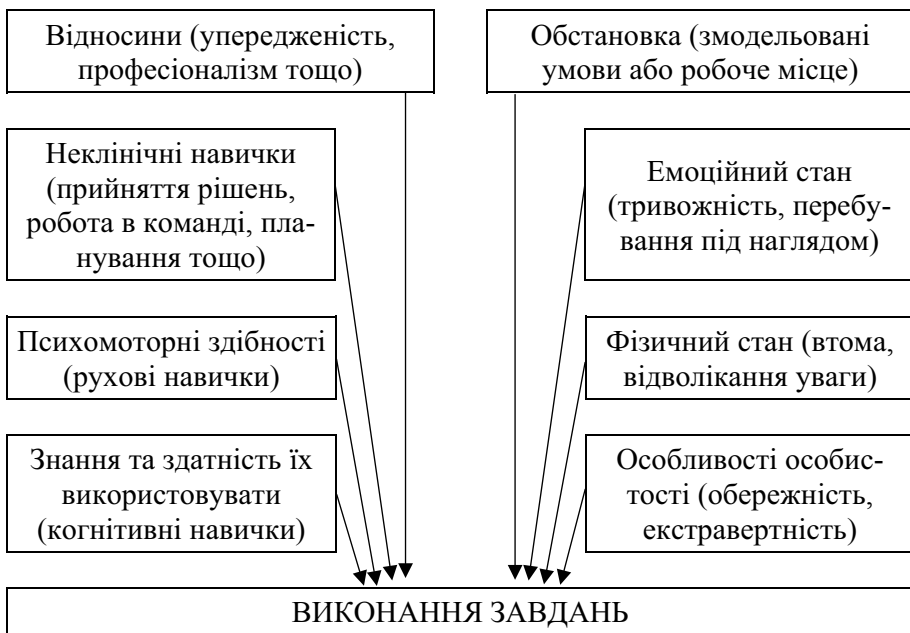 Відносини (упередженість,
професіоналізм тощо)
Обстановка (змодельовані
умови або робоче місце)
Неклінічні навички
(прийняття рішень,
робота в команді, пла-
нування тощо)
Емоційний стан
(тривожність, перебу-
вання під наглядом)
Психомоторні здібності
(рухові навички)
Фізичний стан (втома,
відволікання уваги)
Знання та здатність їх
використовувати
(когнітивні навички)
Особливості особис-
тості (обережність,
екстравертність)
ВИКОНАННЯ ЗАВДАНЬ